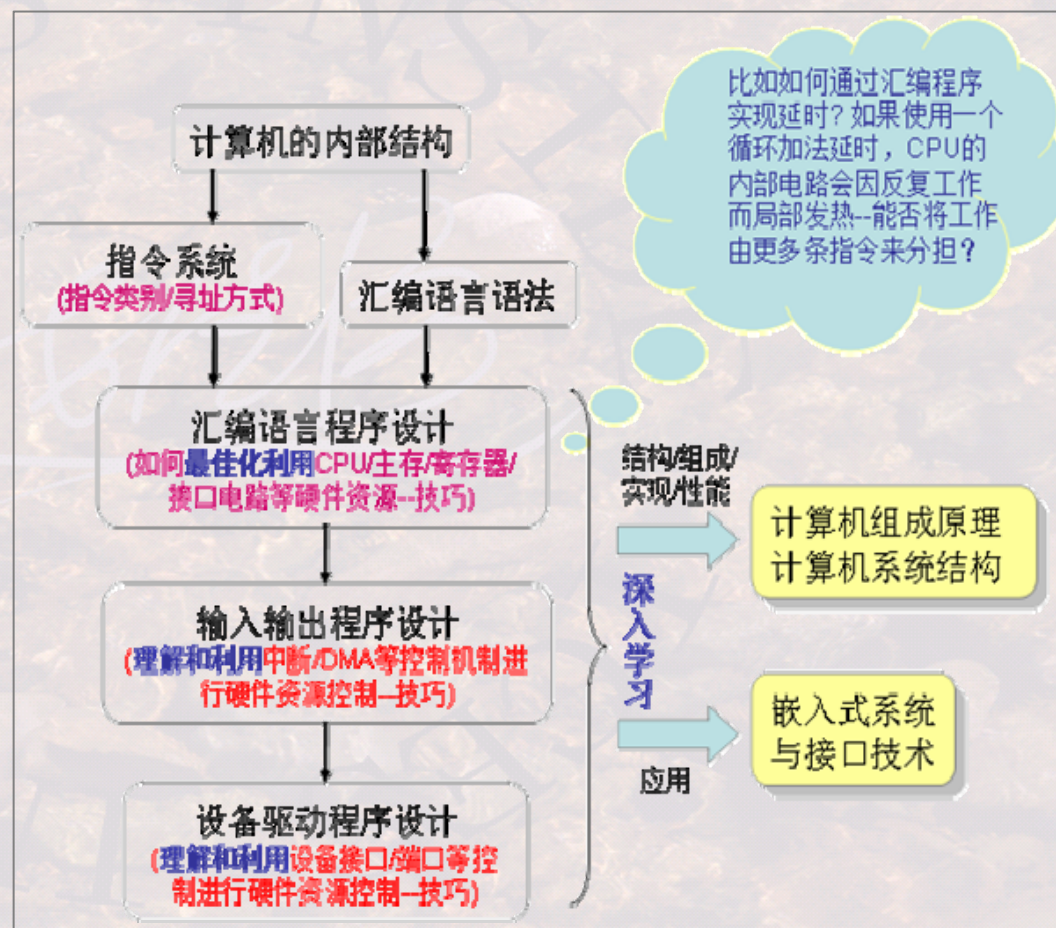 计算机的内部结构
指令系统
(指令类别/寻址方式)
汇编语言语法
汇编语言程序设计
(如何最佳化利用CPU/主存/寄存器/
接口电路等硬件资源--技巧)
输入输出程序设计
(理解和利用中断/DMA等控制机制进
行硬件资源控制--技巧)
设备驱动程序设计
(理解和利用设备接口/端口等控
制进行硬件资源控制--技巧)
比如如何通过汇编程序
实现延时?如果使用一个
循环加法延时，CPU的
内部电路会因反复工作
而局部发热--能否将工作
由更多条指令来分担？
结构/组成/
实现/性能
深入学习
应用
计算机组成原理
计算机系统结构
嵌入式系统
与接口技术